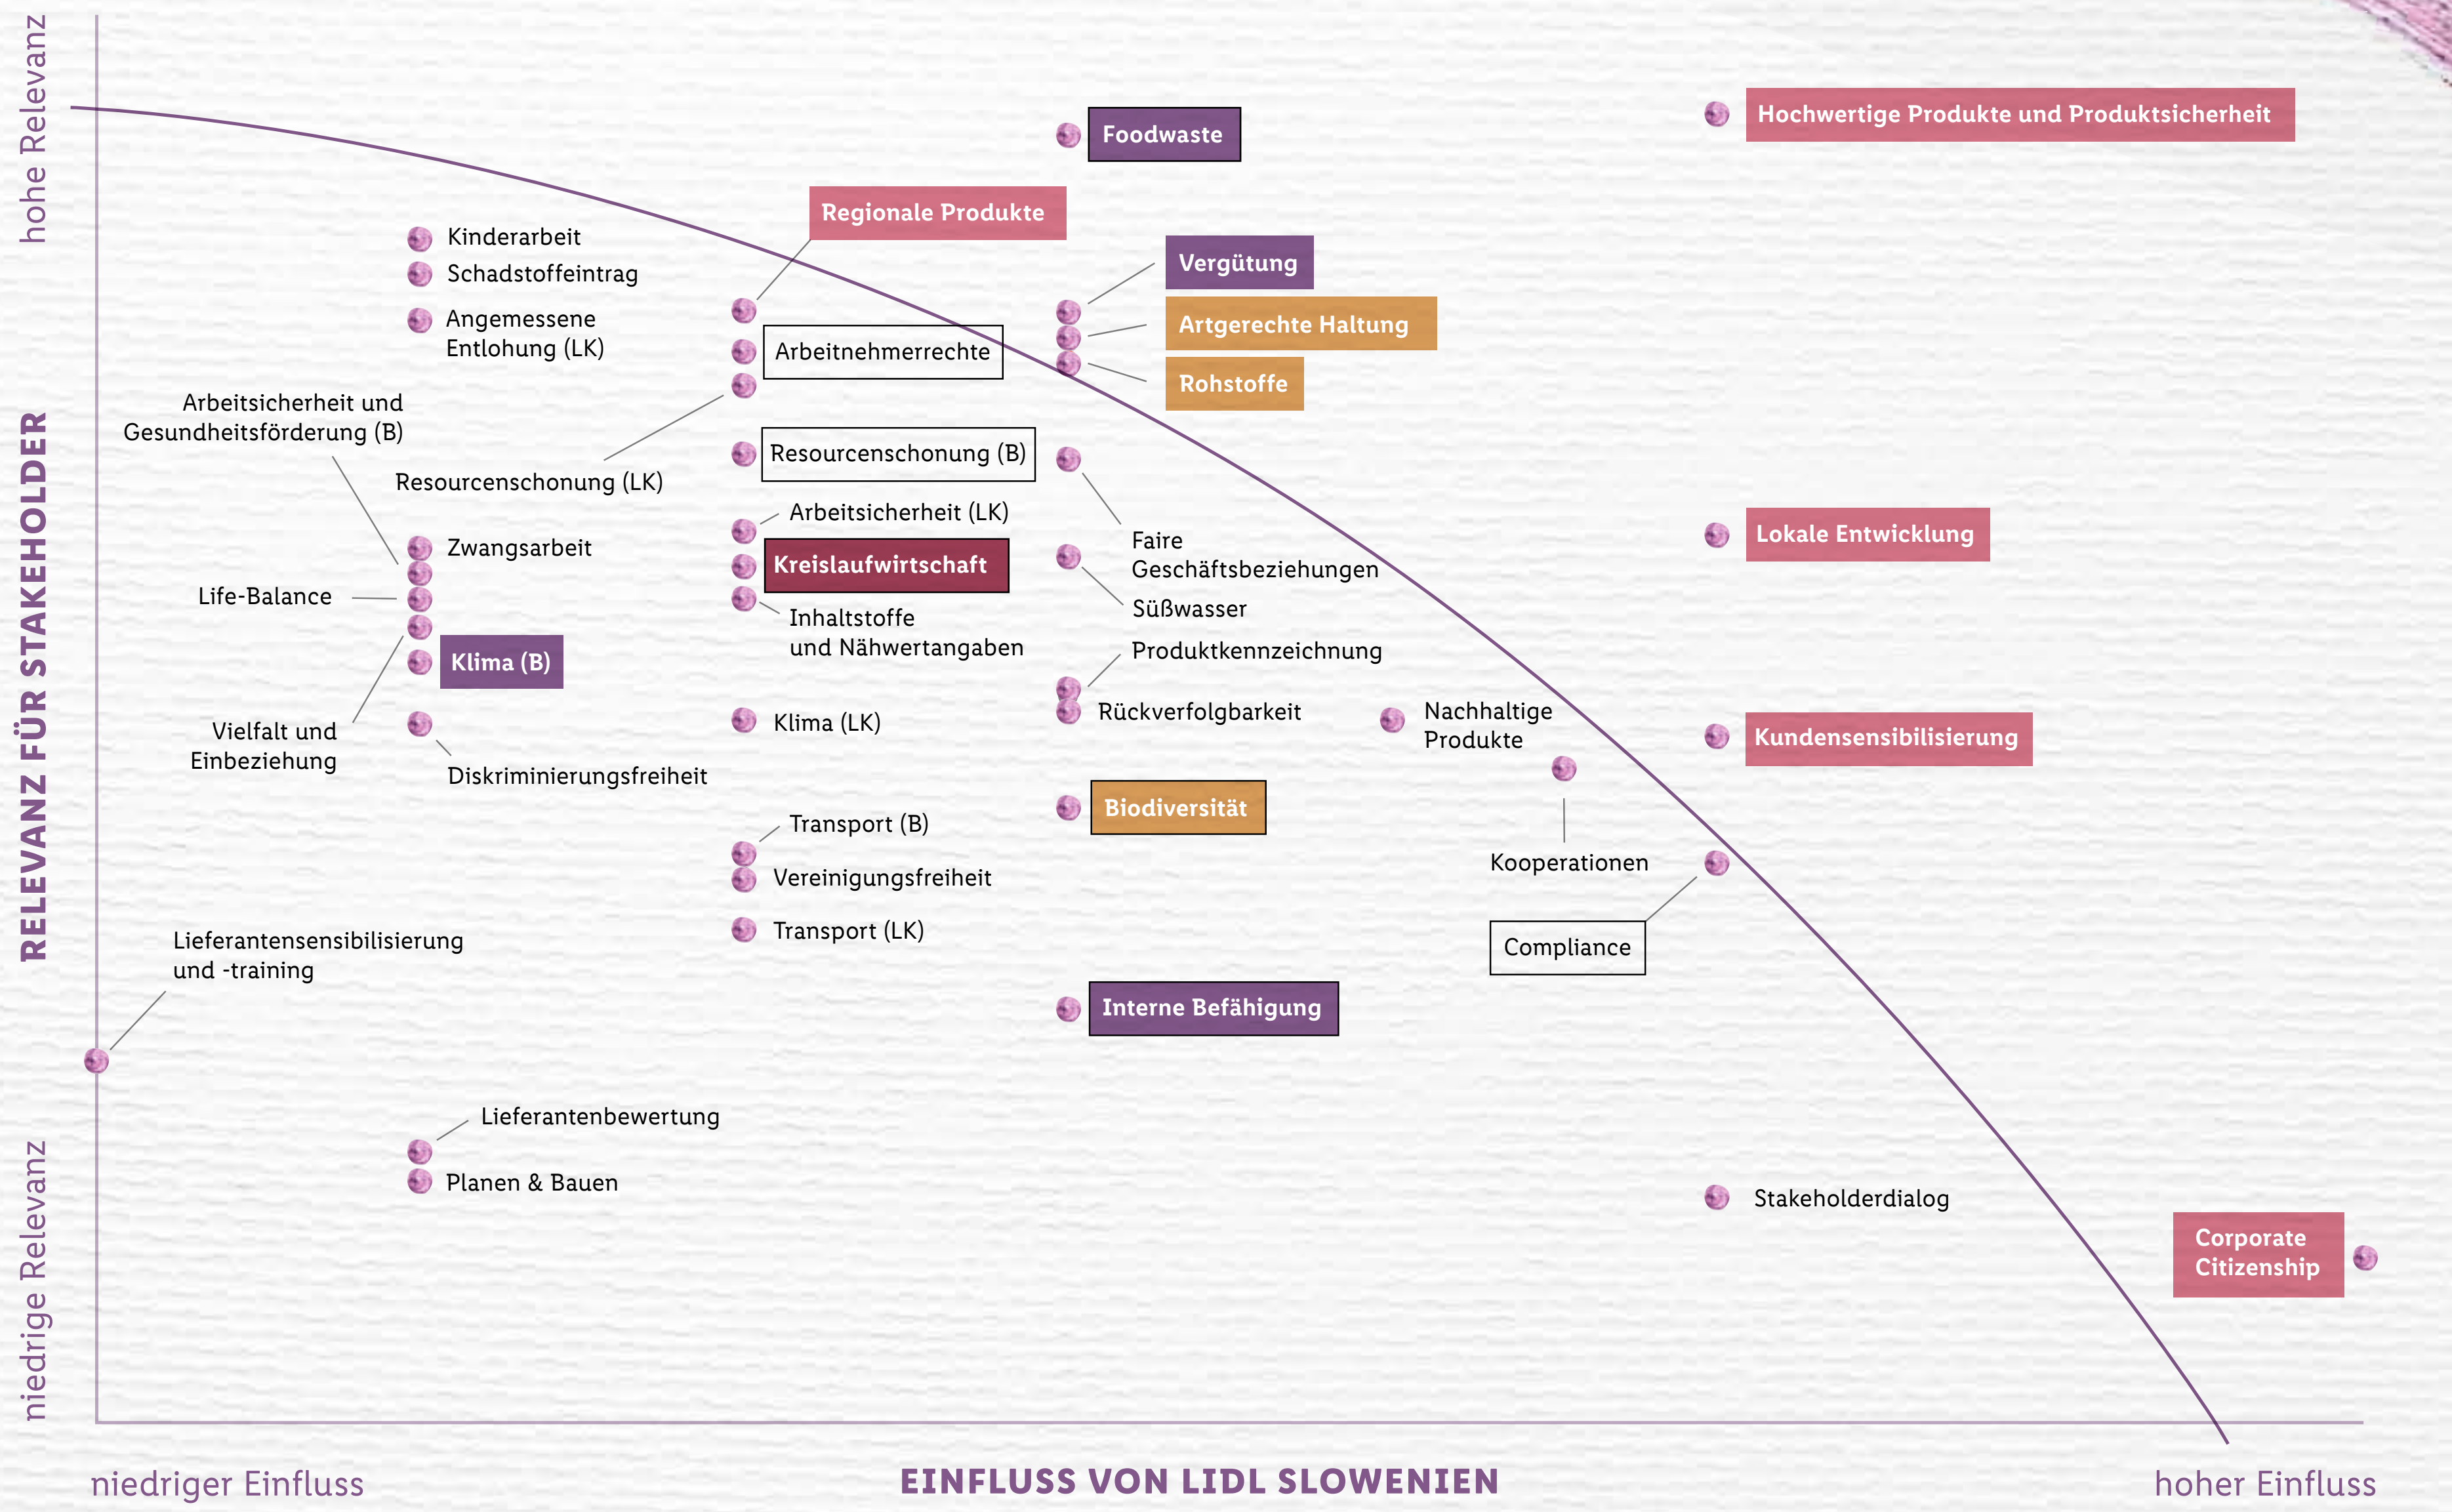 hohe Relevanz
RELEVANZ FÜR STAKEHOLDER
niedrige Relevanz
Hochwertige Produkte und Produktsicherheit
Foodwaste
Regionale Produkte
Kinderarbeit
Schadstoffeintrag
Vergütung
Angemessene
Entlohung (LK)
Artgerechte Haltung
Arbeitnehmerrechte
Rohstoffe
Arbeitsicherheit und
Gesundheitsförderung (B)
Resourcenschonung (B)
Resourcenschonung (LK)
Arbeitsicherheit (LK)
Lokale Entwicklung
Faire
Geschäftsbeziehungen
Zwangsarbeit
Kreislaufwirtschaft
Life-Balance
Süßwasser
Inhaltstoffe
und Nähwertangaben
Produktkennzeichnung
Klima (B)
Rückverfolgbarkeit
Nachhaltige
Produkte
Klima (LK)
Kundensensibilisierung
Vielfalt und
Einbeziehung
Diskriminierungsfreiheit
Biodiversität
Transport (B)
Kooperationen
Vereinigungsfreiheit
Transport (LK)
Compliance
Lieferantensensibilisierung
und -training
Interne Befähigung
Lieferantenbewertung
Planen & Bauen
Stakeholderdialog
Corporate
Citizenship
niedriger Einfluss
EINFLUSS VON LIDL SLOWENIEN
hoher Einfluss